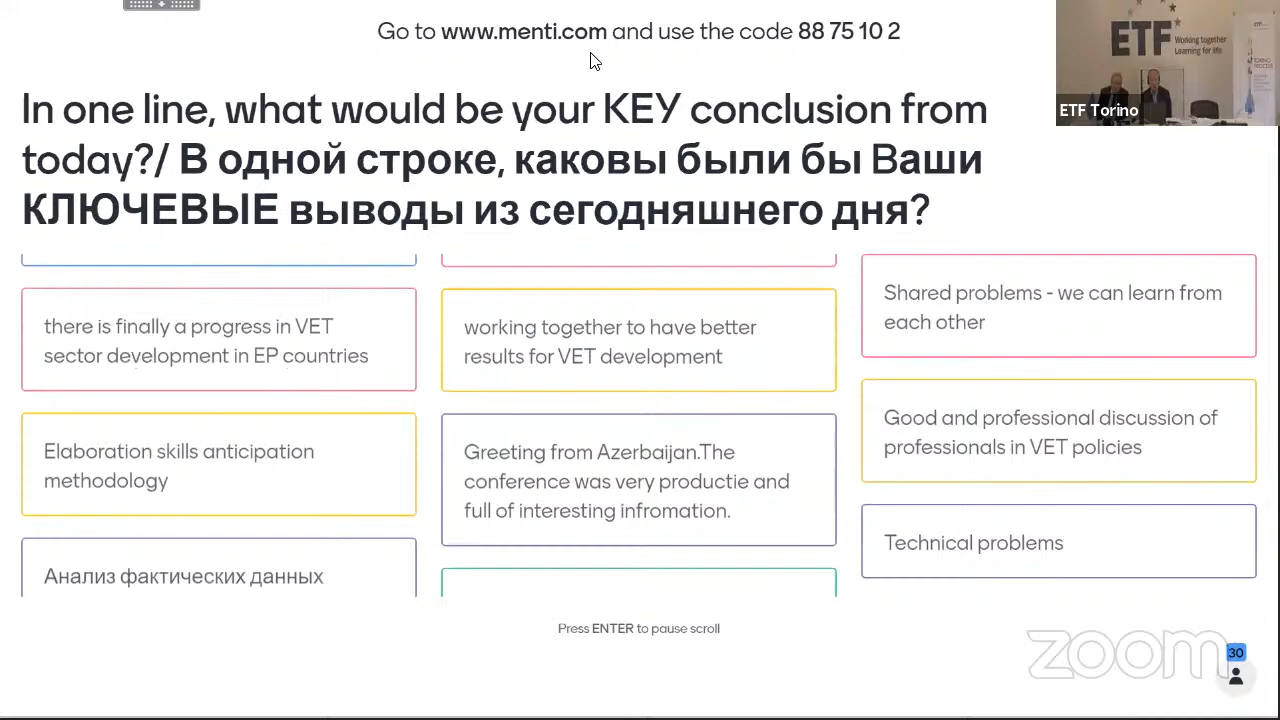 Go to www.menti.com and use the code 88 75 10 2
ETF
Working together
Learning for life
ETF Torino
In one line, what would be your KEY conclusion from
today?/ В одной строке, каковы были бы Ваши
КЛЮЧЕВЫЕ выводы из сегодняшнего дня?
there is finally a progress in VET
sector development in EP countries
Elaboration skills anticipation
methodology
Анализ фактических данных
working together to have better
results for VET development
Greeting from Azerbaijan.The
conference was very productie and
full of interesting infromation.
Shared problems - we can learn from
each other
Good and professional discussion of
professionals in VET policies
Technical problems
Press ENTER to pause scroll
zoom
30